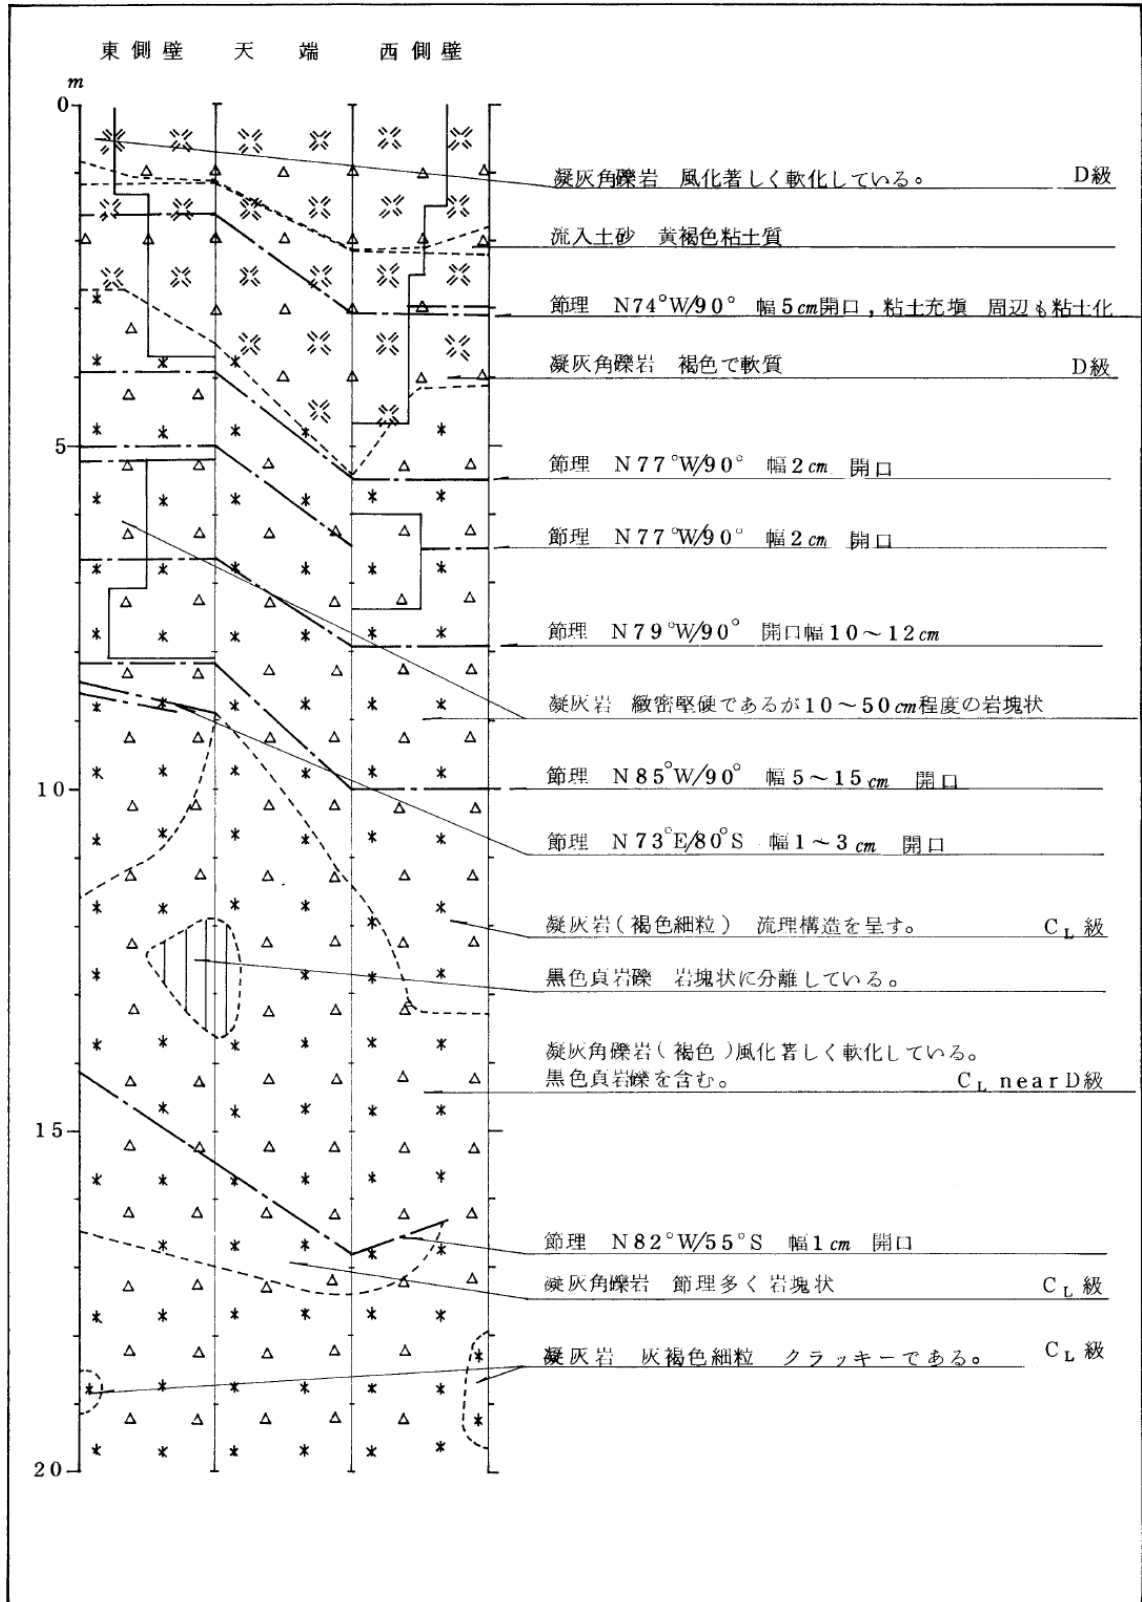 東側壁 天端 西側壁
m
0
凝灰角礫岩 風化著しく軟化している。 D級
流入土砂 黄褐色粘土質
節理 N74°W/90° 幅5cm開口,粘土充塡 周辺も粘土化
凝灰角礫岩 褐色で軟質 D級
5
節理 N77°W/90° 幅2cm 開口
節理 N77°W/90° 幅2cm 開口
節理 N79°W/90° 開口幅10~12cm
凝灰岩 緻密堅硬であるが10~50cm程度の岩塊状
節理 N85°W/90° 幅5~15cm 開口
10
節理 N73°E/80°S 幅1~3cm 開口
凝灰岩(褐色細粒) 流理構造を呈す。 CL級
黒色頁岩礫 岩塊状に分離している。
凝灰角礫岩(褐色)風化著しく軟化している。
黒色頁岩礫を含む。 CL near D級
15
節理 N82°W/55°S 幅1cm 開口
凝灰角礫岩 節理多く岩塊状 CL級
凝灰岩 灰褐色細粒 クラッキーである。 CL級
20